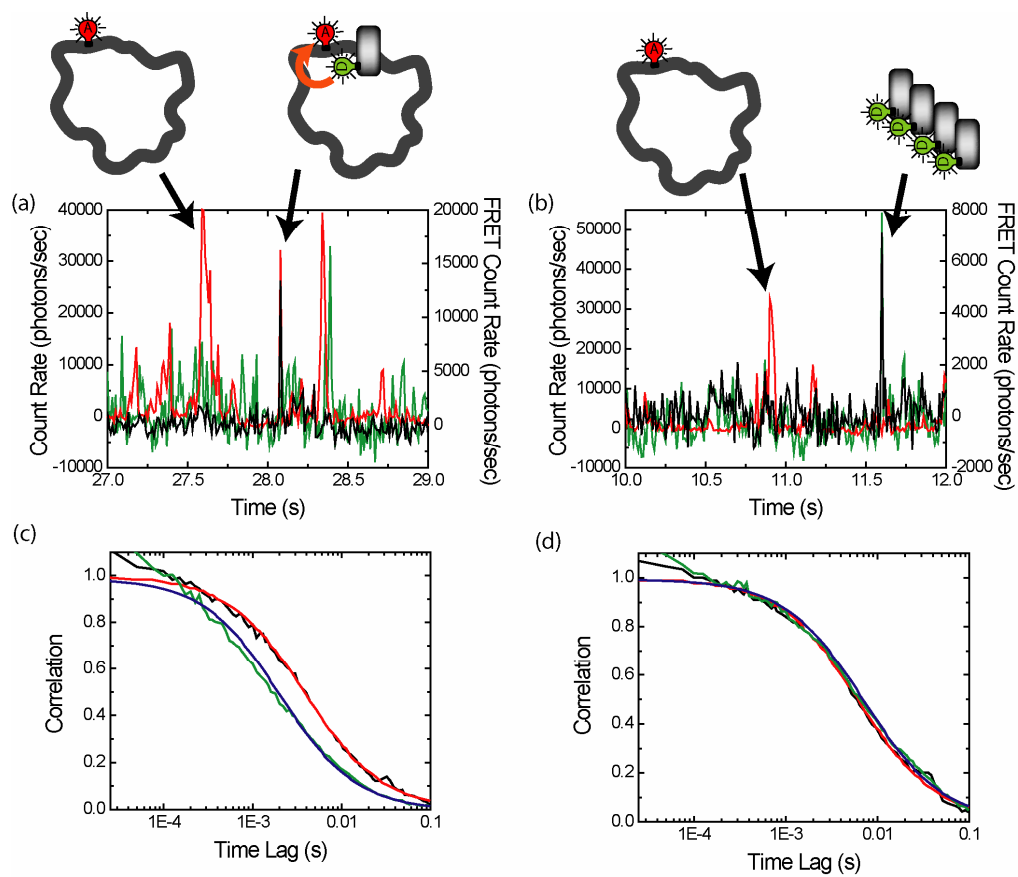 A
A
D
A
D
D
D
D
(a)
40000
30000
20000
10000
0
-10000
Count Rate (photons/sec)
20000
15000
10000
5000
0
FRET Count Rate (photons/sec)
27.0
27.5
28.0
28.5
29.0
Time (s)
(b)
50000
40000
30000
20000
10000
0
-10000
Count Rate (photons/sec)
8000
6000
4000
2000
0
-2000
FRET Count Rate (photons/sec)
10.0
10.5
11.0
11.5
12.0
Time (s)
(c)
1.0
0.8
0.6
0.4
0.2
0.0
Correlation
1E-4
1E-3
0.01
0.1
Time Lag (s)
(d)
1.0
0.8
0.6
0.4
0.2
0.0
Correlation
1E-4
1E-3
0.01
0.1
Time Lag (s)